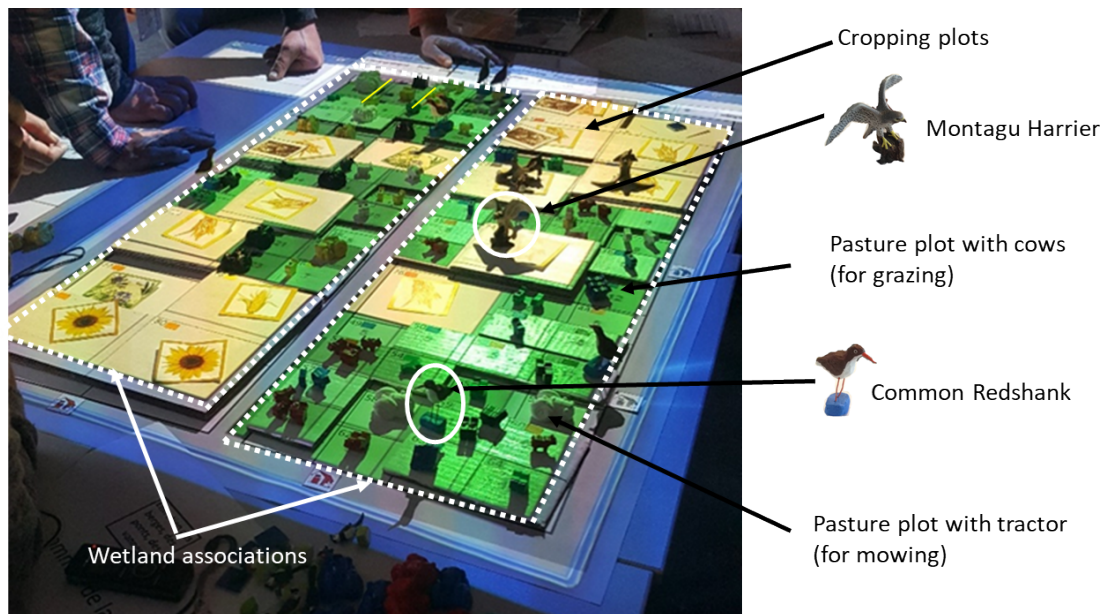 Cropping plots
Montagu Harrier
Pasture plot with cows
(for grazing)
Common Redshank
Pasture plot with tractor
(for mowing)
Wetland associations